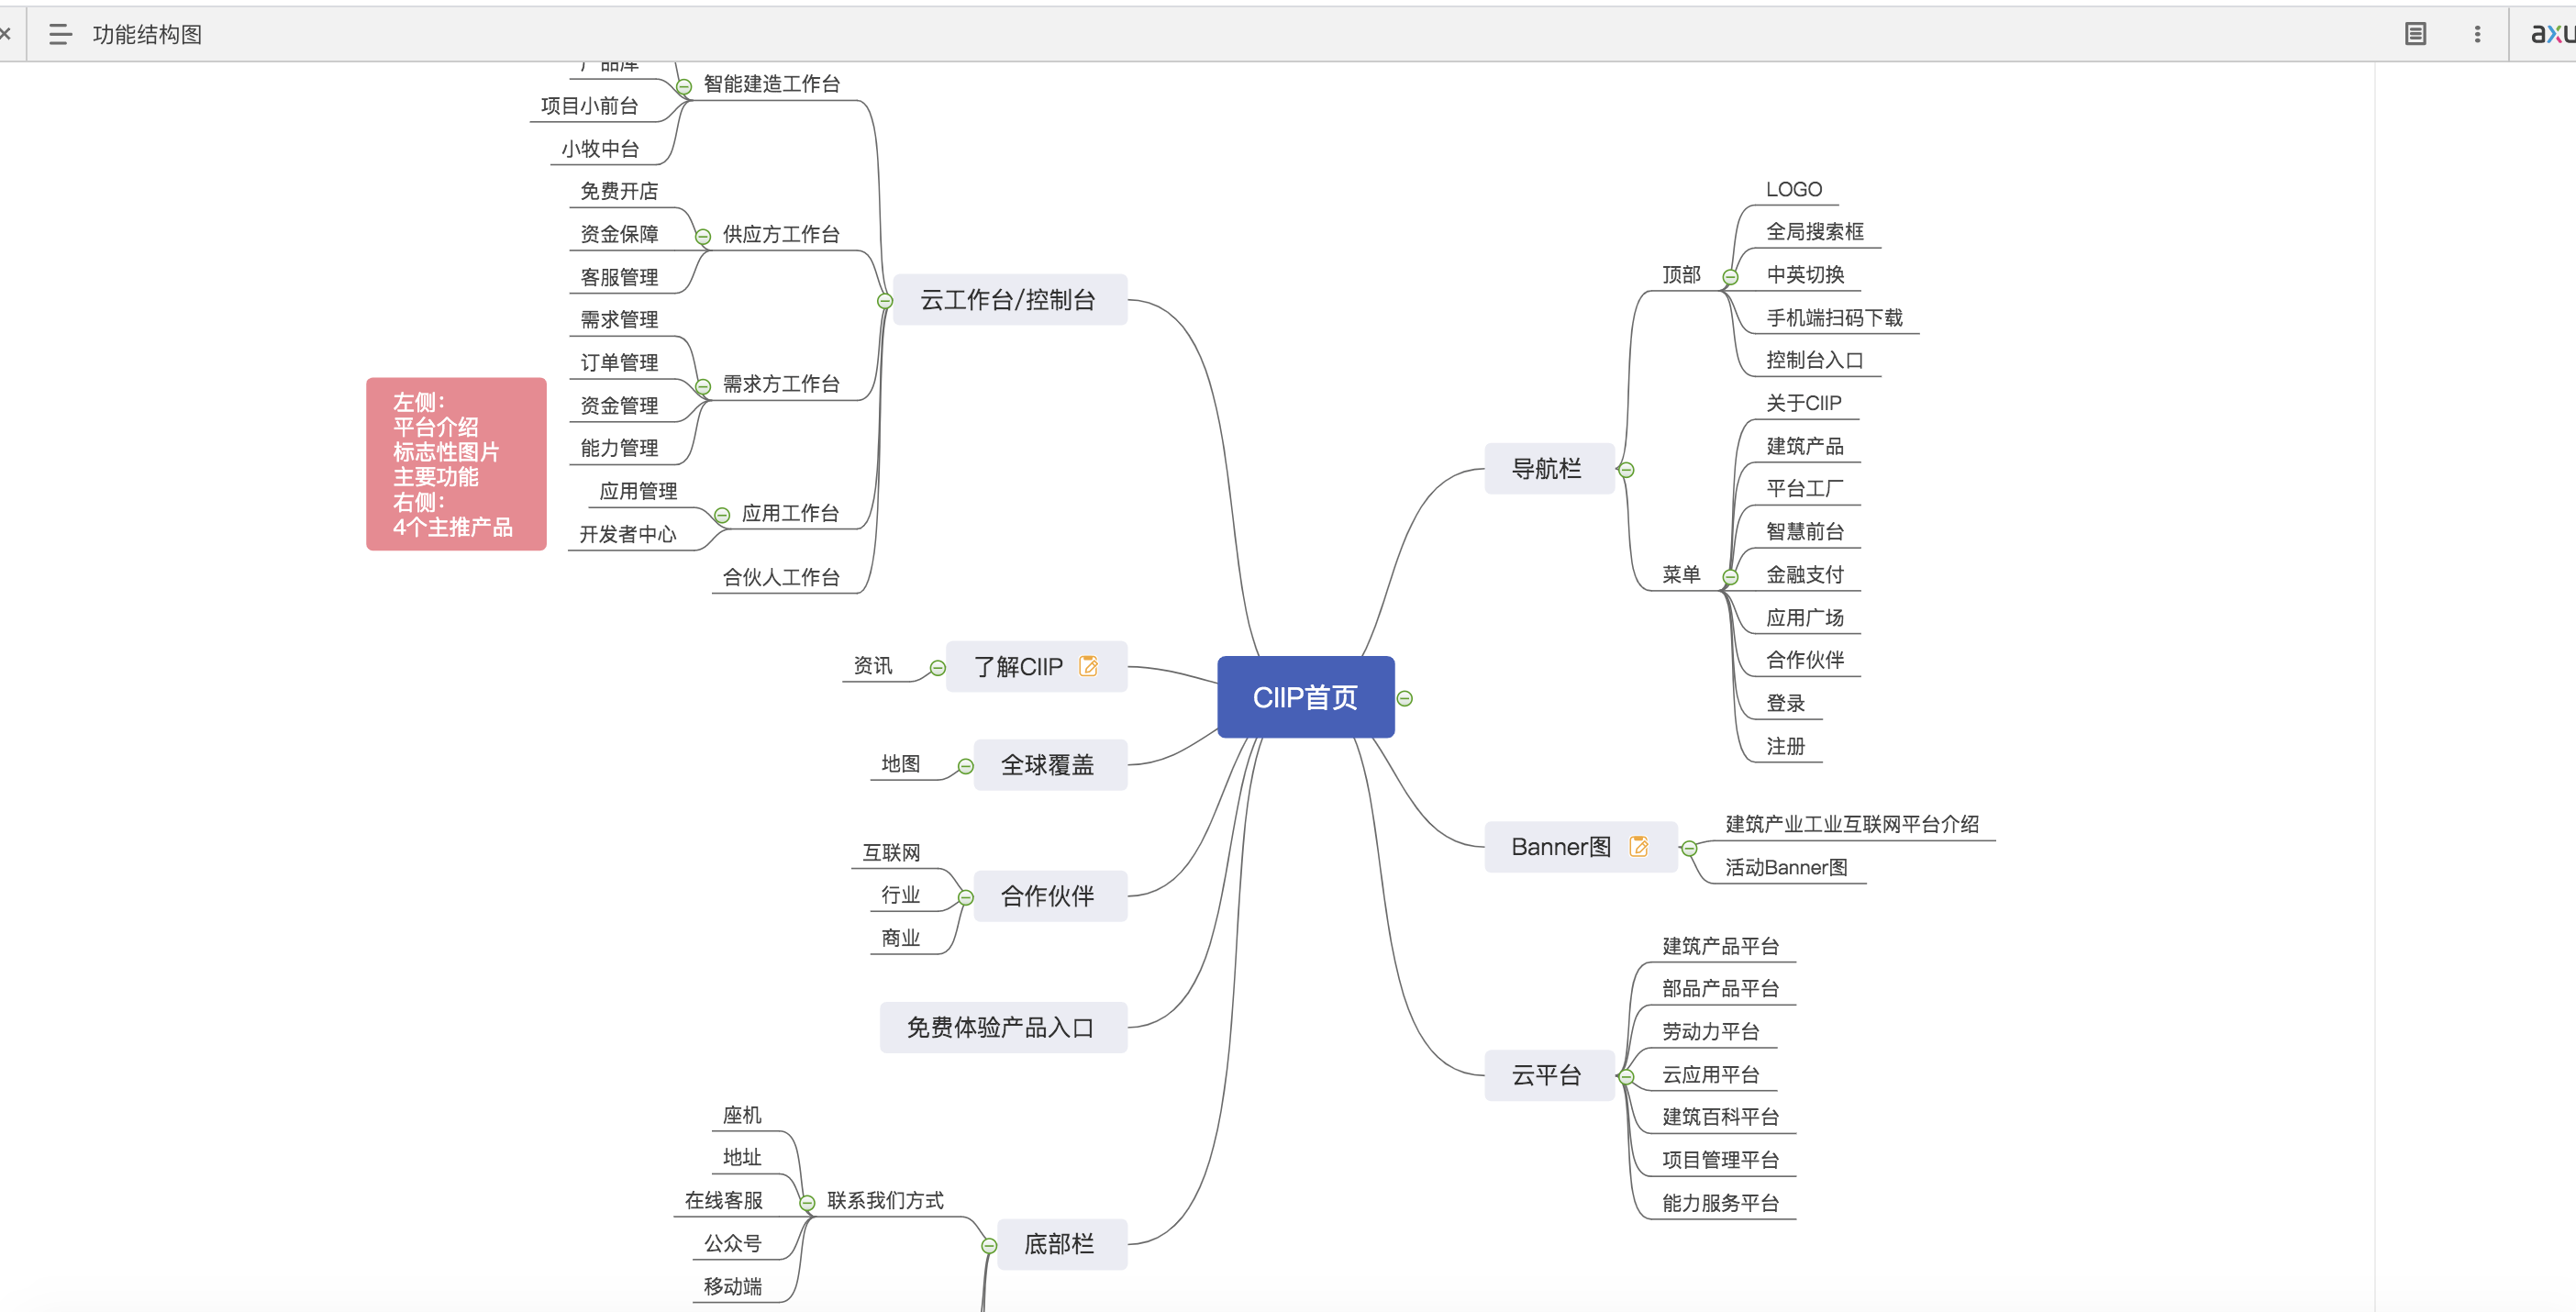 功能结构图
axu
产品库
智能建造工作台
项目小前台
小牧中台
免费开店
资金保障
供应方工作台
客服管理
云工作台/控制台
需求管理
订单管理
需求方工作台
资金管理
能力管理
左侧：
平台介绍
标志性图片
主要功能
右侧：
4个主推产品
应用管理
应用工作台
开发者中心
合伙人工作台
资讯
了解CIIP
地图
全球覆盖
互联网
行业
合作伙伴
商业
免费体验产品入口
座机
地址
在线客服
联系我们方式
公众号
移动端
底部栏
CIIP首页
LOGO
全局搜索框
顶部
中英切换
手机端扫码下载
控制台入口
导航栏
关于CIIP
建筑产品
平台工厂
智慧前台
菜单
金融支付
应用广场
合作伙伴
登录
注册
Banner图
建筑产业工业互联网平台介绍
活动Banner图
建筑产品平台
部品产品平台
劳动力平台
云平台
云应用平台
建筑百科平台
项目管理平台
能力服务平台